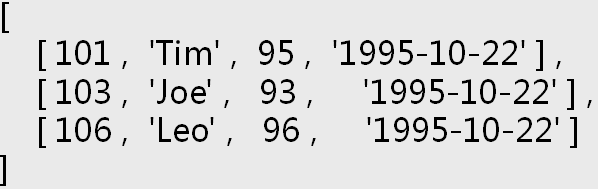 [
[ 101 , 'Tim' , 95 , '1995-10-22' ] ,
[ 103 , 'Joe' , 93 , '1995-10-22' ] ,
[ 106 , 'Leo' , 96 , '1995-10-22' ]
]